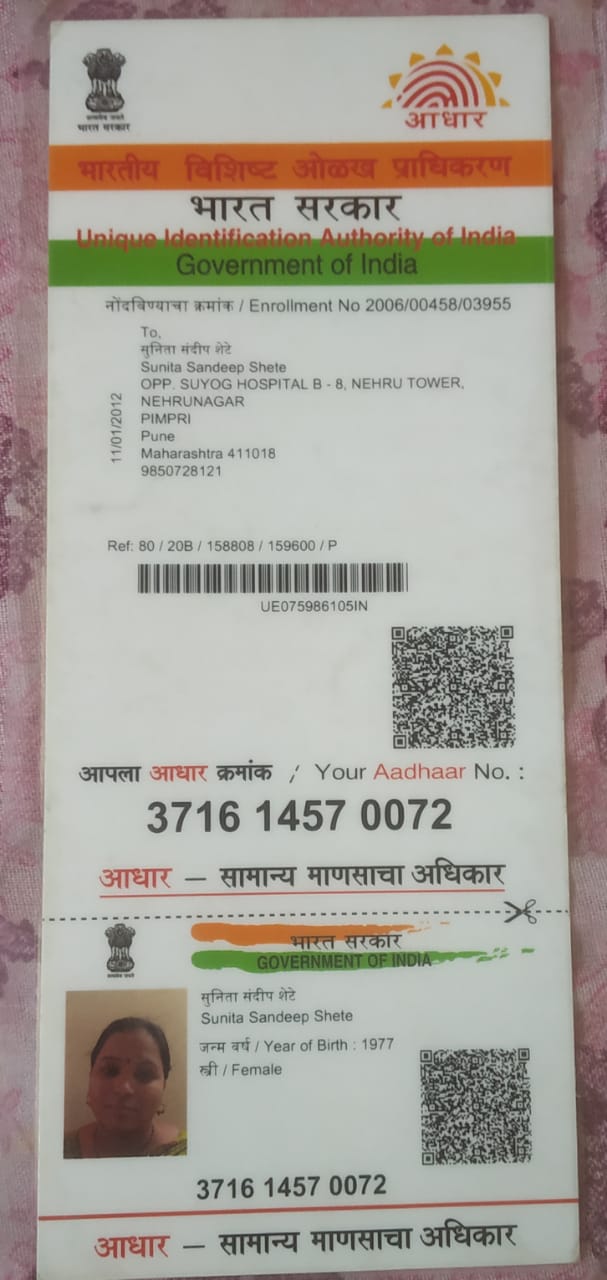 भारत सरकार
आधार
भारतीय विशिष्ट ओळख प्राधिकरण
भारत सरकार
Unique Identification Authority of India
Government of India
नोंदविण्याचा क्रमांक / Enrollment No 2006/00458/03955
To,
सुनिता संदीप शेटे
Sunita Sandeep Shete
OPP. SUYOG HOSPITAL B - 8, NEHRU TOWER,
NEHRUNAGAR
PIMPRI
Pune
Maharashtra 411018
9850728121
11/01/2012
Ref: 80 / 20B / 158808 / 159600 / P
UE075986105IN
आपला आधार क्रमांक / Your Aadhaar No. :
3716 1457 0072
आधार — सामान्य माणसाचा अधिकार
भारत सरकार
GOVERNMENT OF INDIA
सुनिता संदीप शेटे
Sunita Sandeep Shete
जन्म वर्ष / Year of Birth : 1977
स्त्री / Female
3716 1457 0072
आधार — सामान्य माणसाचा अधिकार